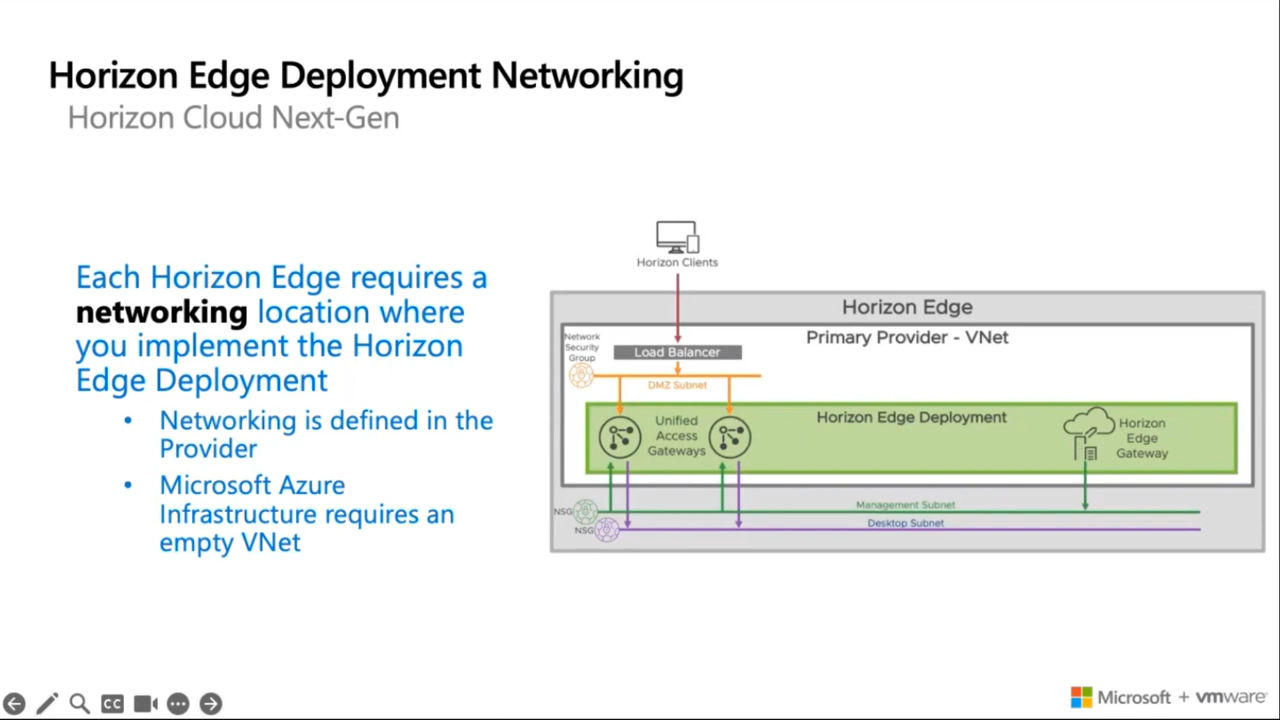 Horizon Edge Deployment Networking
Horizon Cloud Next-Gen
Each Horizon Edge requires a
networking location where
you implement the Horizon
Edge Deployment
• Networking is defined in the
Provider
• Microsoft Azure
Infrastructure requires an
empty VNet
Horizon Clients
Horizon Edge
Primary Provider - VNet
Network
Security
Group
Load Balancer
DMZ Subnet
Unified
Access
Gateways
Horizon Edge Deployment
Horizon
Edge
Gateway
NSG
Management Subnet
NSG
Desktop Subnet
CC
Microsoft + vmware